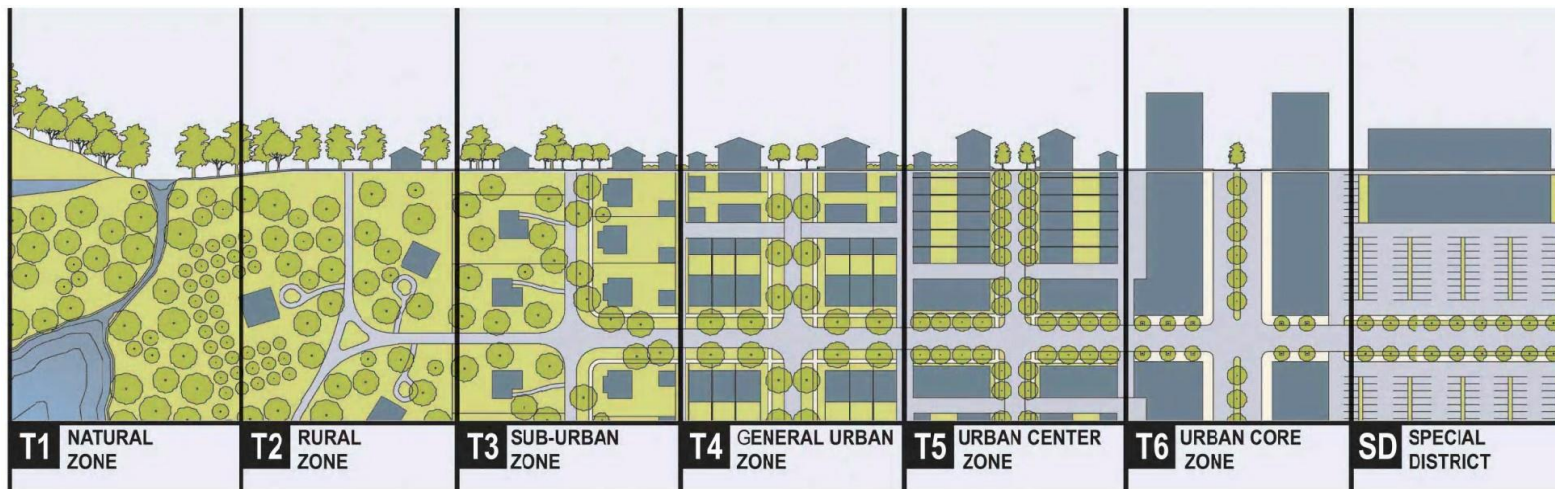 T1 NATURAL
ZONE
T2 RURAL
ZONE
T3 SUB-URBAN
ZONE
T4 GENERAL URBAN
ZONE
T5 URBAN CENTER
ZONE
T6 URBAN CORE
ZONE
SD SPECIAL
DISTRICT